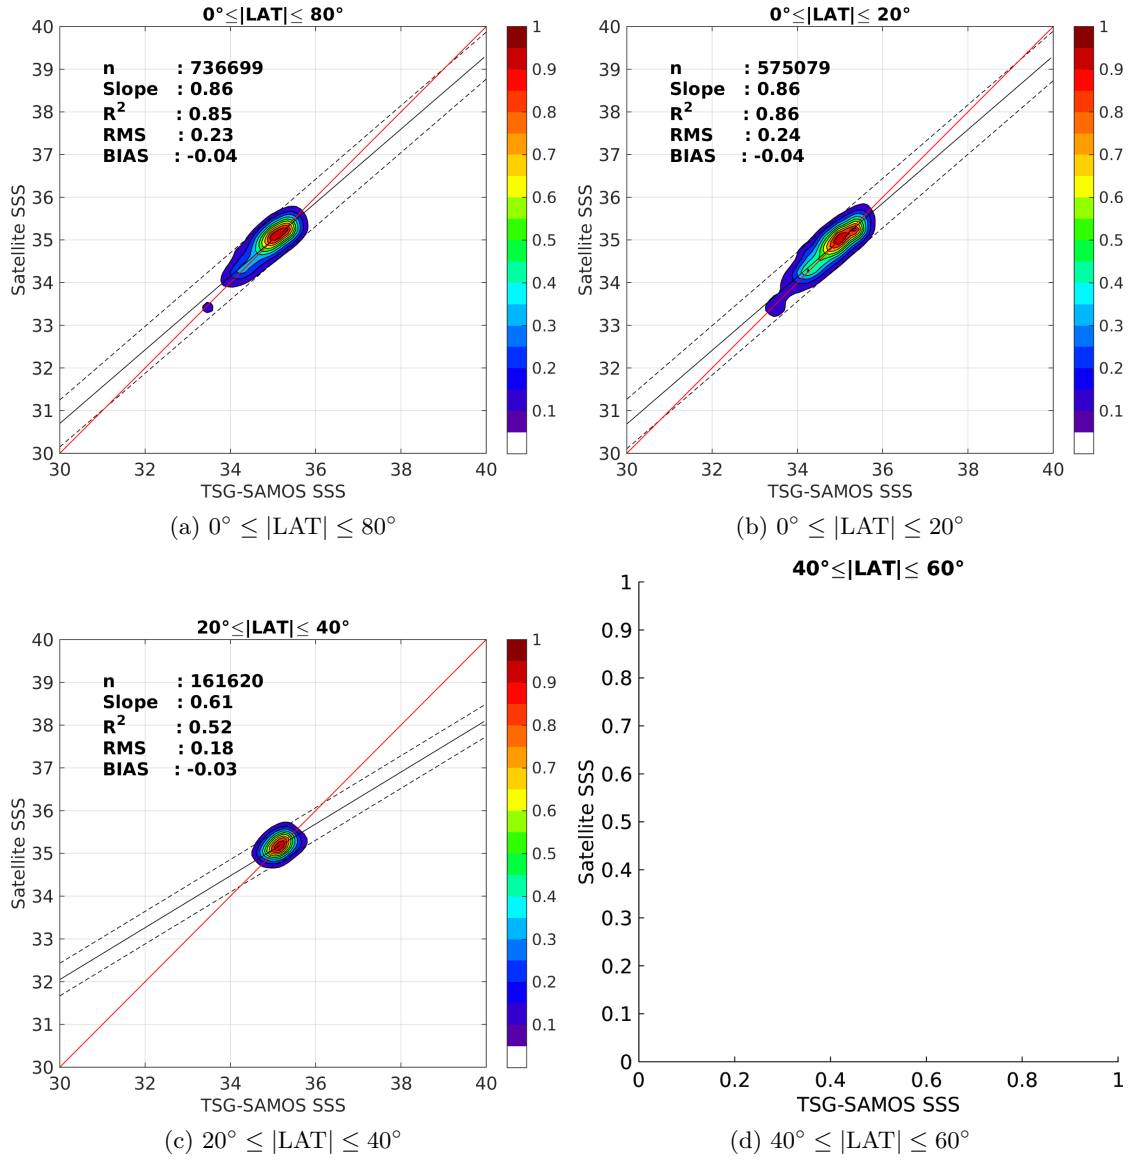 0°≤|LAT|≤ 80°
40
39
38
37
36
35
34
33
32
31
30
Satellite SSS
n : 736699
Slope : 0.86
R² : 0.85
RMS : 0.23
BIAS : -0.04
30 32 34 36 38 40
TSG-SAMOS SSS
1
0.9
0.8
0.7
0.6
0.5
0.4
0.3
0.2
0.1
(a) 0° ≤ |LAT| ≤ 80°
0°≤|LAT|≤ 20°
40
39
38
37
36
35
34
33
32
31
30
Satellite SSS
n : 575079
Slope : 0.86
R² : 0.86
RMS : 0.24
BIAS : -0.04
30 32 34 36 38 40
TSG-SAMOS SSS
1
0.9
0.8
0.7
0.6
0.5
0.4
0.3
0.2
0.1
(b) 0° ≤ |LAT| ≤ 20°
20°≤|LAT|≤ 40°
40
39
38
37
36
35
34
33
32
31
30
Satellite SSS
n : 161620
Slope : 0.61
R² : 0.52
RMS : 0.18
BIAS : -0.03
30 32 34 36 38 40
TSG-SAMOS SSS
1
0.9
0.8
0.7
0.6
0.5
0.4
0.3
0.2
0.1
(c) 20° ≤ |LAT| ≤ 40°
40°≤|LAT|≤ 60°
1
0.9
0.8
0.7
0.6
0.5
0.4
0.3
0.2
0.1
0
Satellite SSS
0 0.2 0.4 0.6 0.8 1
TSG-SAMOS SSS
(d) 40° ≤ |LAT| ≤ 60°